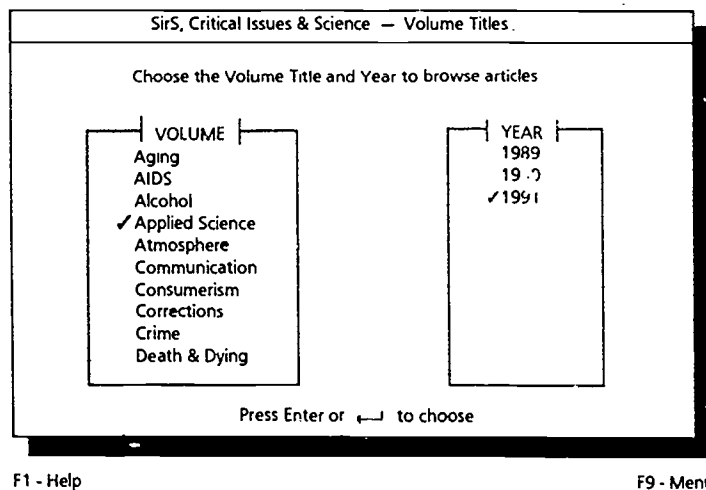 SirS, Critical Issues & Science — Volume Titles.
Choose the Volume Title and Year to browse articles
VOLUME
Aging
AIDS
Alcohol
✓Applied Science
Atmosphere
Communication
Consumerism
Corrections
Crime
Death & Dying
YEAR
1989
✓1991
Press Enter or ↵ to choose
F1 - Help
F9 - Menu